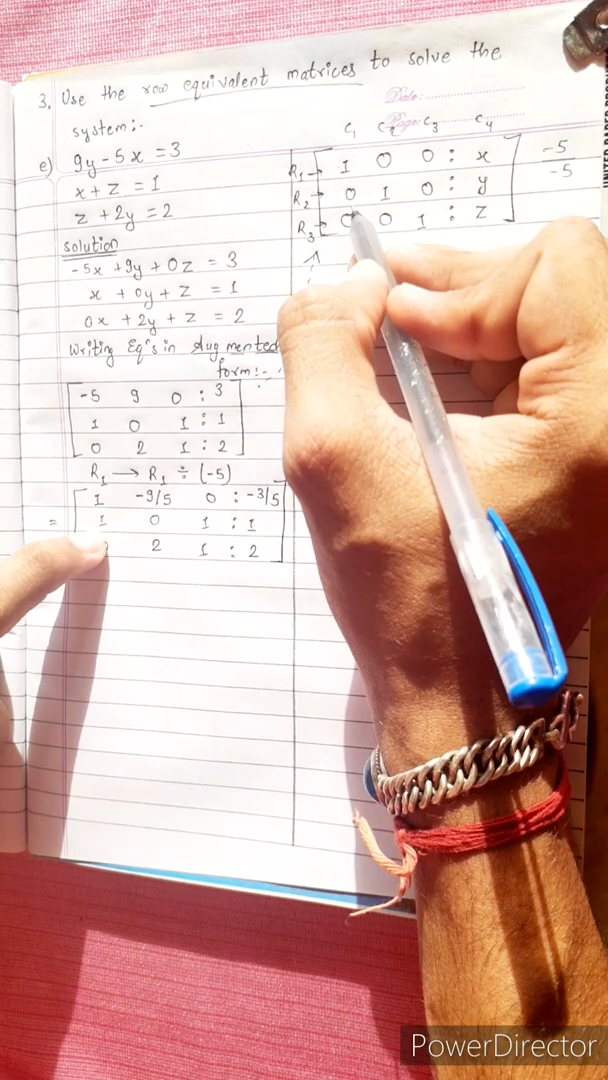 3. Use the row equivalent matrices to solve the
system:-
Date:
Page:
e) 9y - 5x = 3
x + z = 1
z + 2y = 2
solution
-5x + 9y + 0z = 3
x + 0y + z = 1
0x + 2y + z = 2
Writing Eqⁿs in Augmented
form:-
-5 9 0 : 3
1 0 1 : 1
0 2 1 : 2
R₁ → R₁ ÷ (-5)
1 -9/5 0 : -3/5
= 1 0 1 : 1
2 1 : 2
C₁ C₂ C₃ C₄
R₁→ 1 0 0 : x
R₂→ 0 1 0 : y
R₃→ 0 0 1 : z
-5
-5
PowerDirector